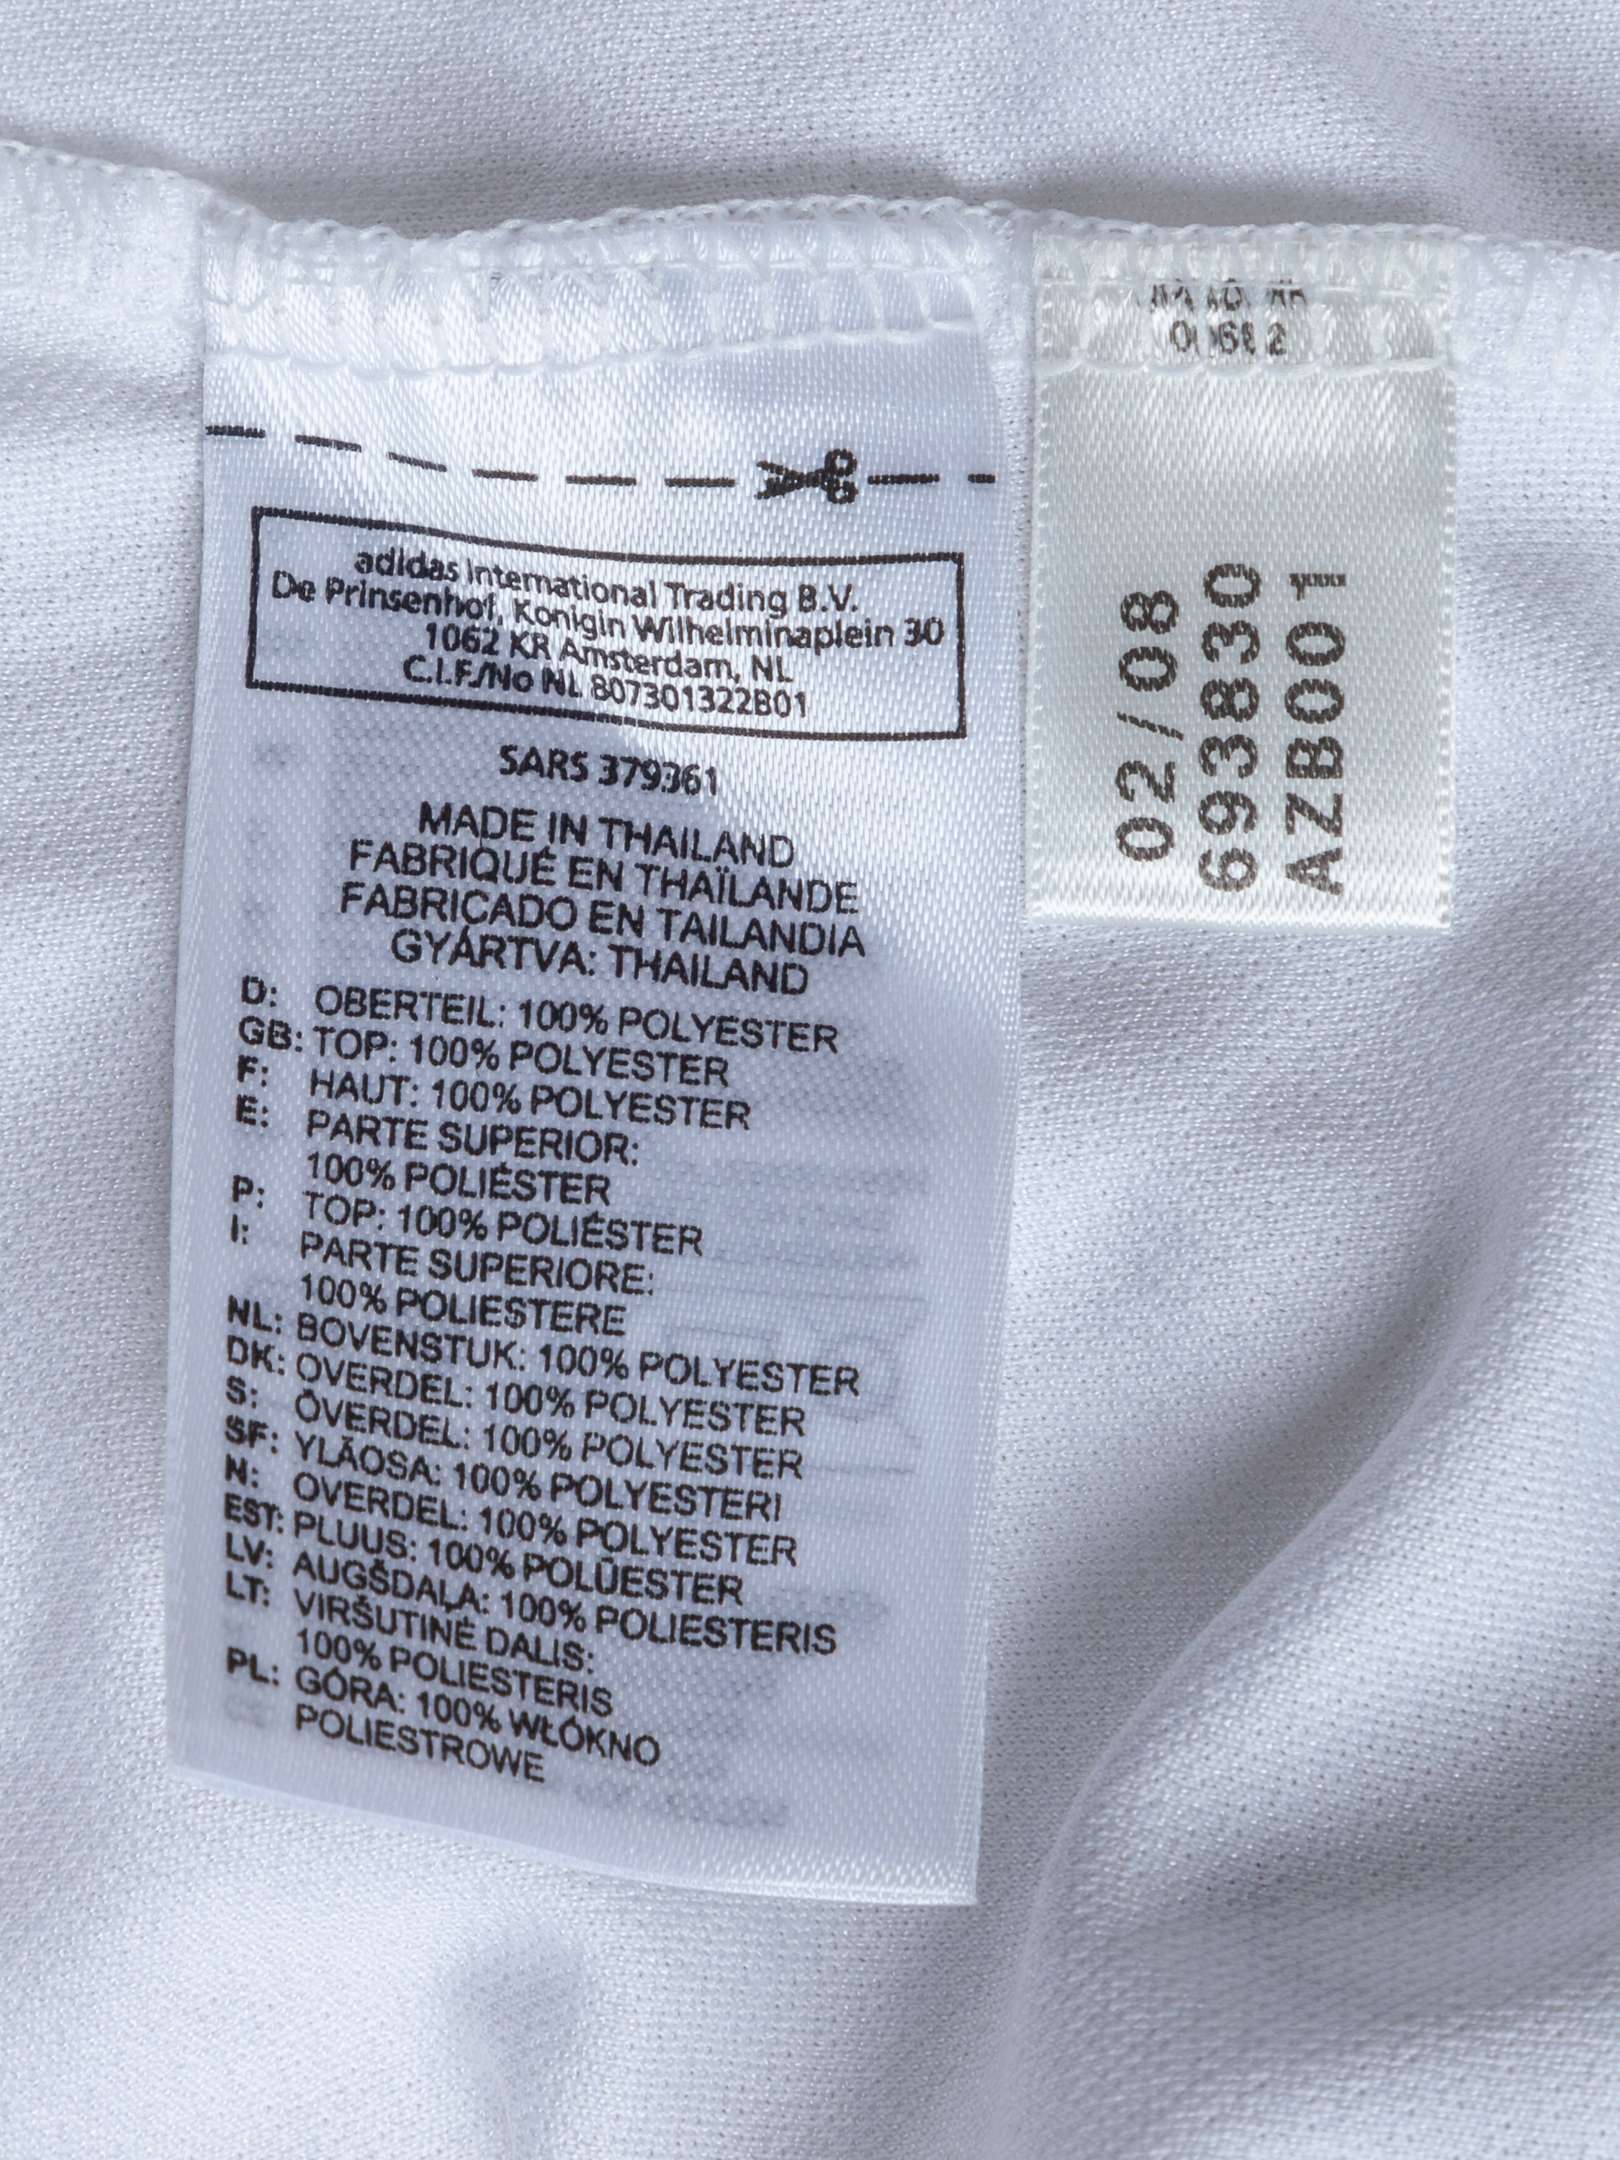 adidas International Trading B.V.
De Prinsenhof, Konigin Wilhelminaplein 30
1062 KR Amsterdam, NL
C.I.F./No NL 807301322B01
SARS 379361
MADE IN THAILAND
FABRIQUÉ EN THAÏLANDE
FABRICADO EN TAILANDIA
GYÁRTVA: THAILAND
D: OBERTEIL: 100% POLYESTER
GB: TOP: 100% POLYESTER
F: HAUT: 100% POLYESTER
E: PARTE SUPERIOR:
100% POLIÉSTER
P: TOP: 100% POLIÉSTER
I: PARTE SUPERIORE:
100% POLIESTERE
NL: BOVENSTUK: 100% POLYESTER
DK: OVERDEL: 100% POLYESTER
S: ÖVERDEL: 100% POLYESTER
SF: YLÄOSA: 100% POLYESTERI
N: OVERDEL: 100% POLYESTER
EST: PLUUS: 100% POLÜESTER
LV: AUGŠDAĻA: 100% POLIESTERIS
LT: VIRŠUTINĖ DALIS:
100% POLIESTERIS
PL: GÓRA: 100% WŁÓKNO
POLIESTROWE
02/08
693830
AZB001